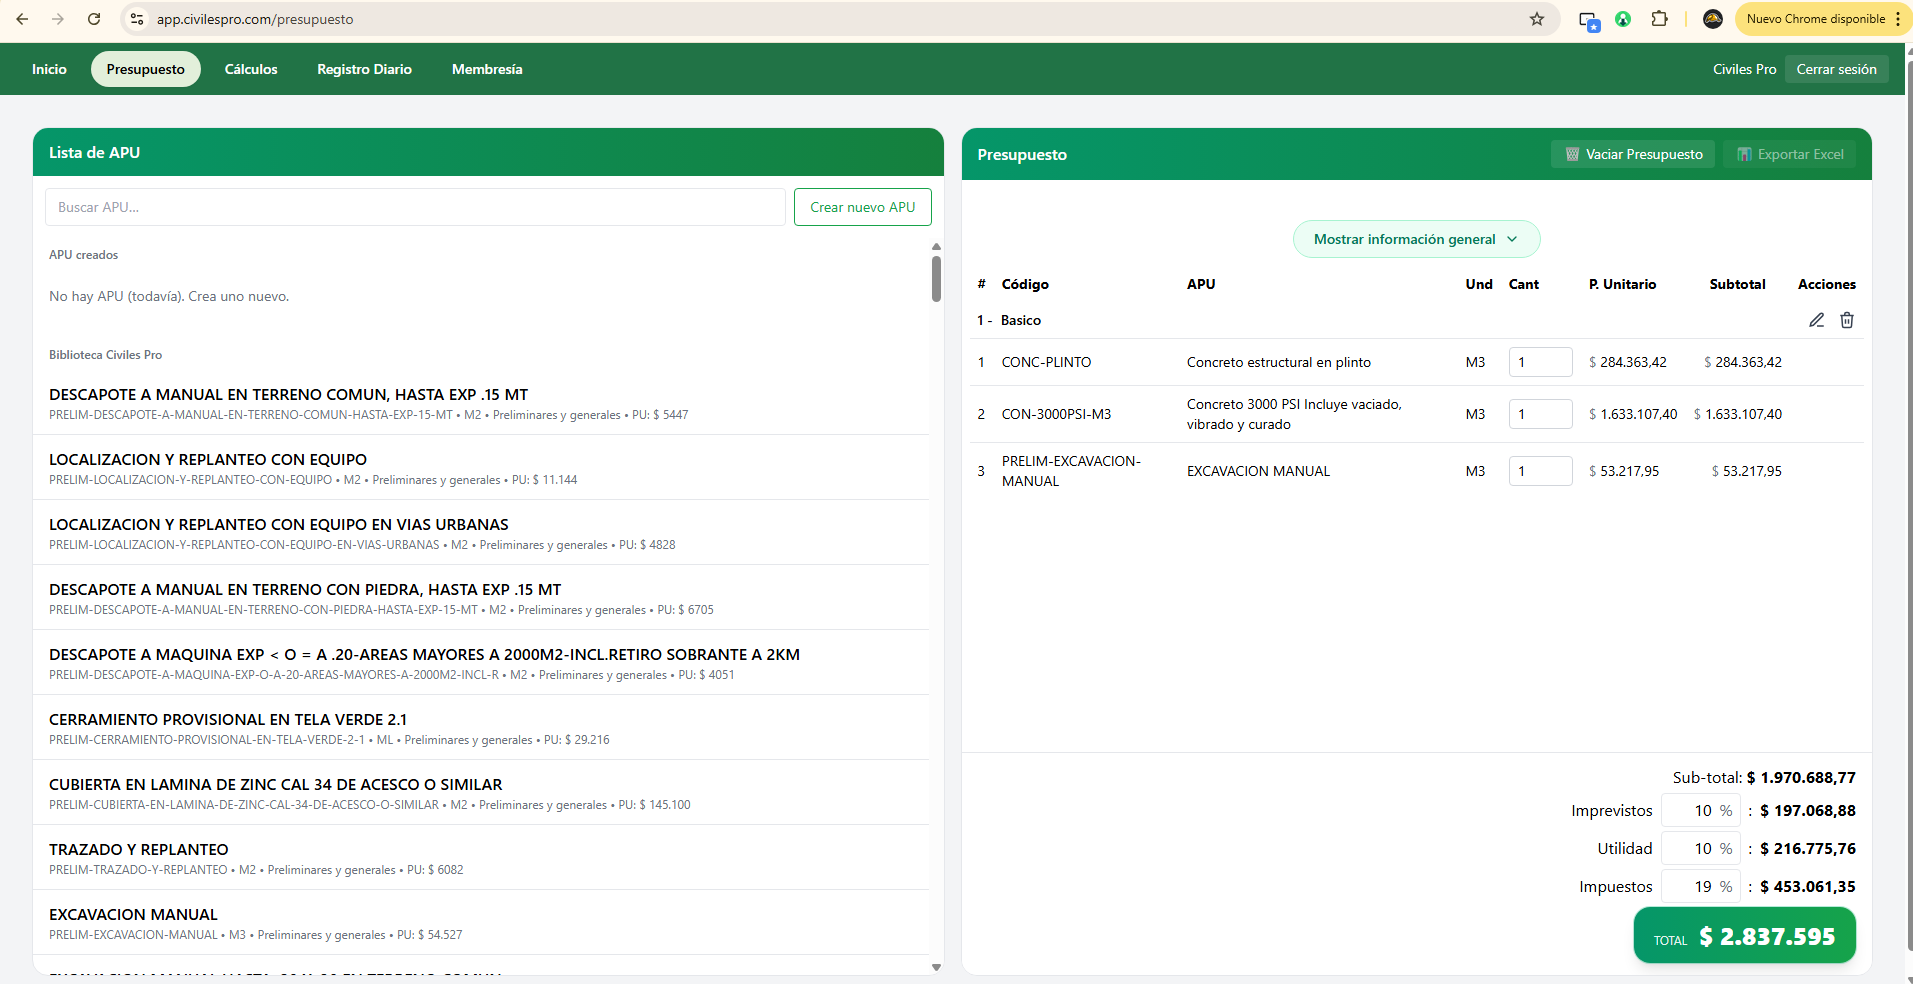 app.civilespro.com/presupuesto
Nuevo Chrome disponible
Inicio
Presupuesto
Cálculos
Registro Diario
Membresía
Civiles Pro
Cerrar sesión
Lista de APU
Buscar APU...
Crear nuevo APU
APU creados
No hay APU (todavía). Crea uno nuevo.
Biblioteca Civiles Pro
DESCAPOTE A MANUAL EN TERRENO COMUN, HASTA EXP .15 MT
PRELIM-DESCAPOTE-A-MANUAL-EN-TERRENO-COMUN-HASTA-EXP-15-MT • M2 • Preliminares y generales • PU: $ 5447
LOCALIZACION Y REPLANTEO CON EQUIPO
PRELIM-LOCALIZACION-Y-REPLANTEO-CON-EQUIPO • M2 • Preliminares y generales • PU: $ 11.144
LOCALIZACION Y REPLANTEO CON EQUIPO EN VIAS URBANAS
PRELIM-LOCALIZACION-Y-REPLANTEO-CON-EQUIPO-EN-VIAS-URBANAS • M2 • Preliminares y generales • PU: $ 4828
DESCAPOTE A MANUAL EN TERRENO CON PIEDRA, HASTA EXP .15 MT
PRELIM-DESCAPOTE-A-MANUAL-EN-TERRENO-CON-PIEDRA-HASTA-EXP-15-MT • M2 • Preliminares y generales • PU: $ 6705
DESCAPOTE A MAQUINA EXP < O = A .20-AREAS MAYORES A 2000M2-INCL.RETIRO SOBRANTE A 2KM
PRELIM-DESCAPOTE-A-MAQUINA-EXP-O-A-20-AREAS-MAYORES-A-2000M2-INCL-R • M2 • Preliminares y generales • PU: $ 4051
CERRAMIENTO PROVISIONAL EN TELA VERDE 2.1
PRELIM-CERRAMIENTO-PROVISIONAL-EN-TELA-VERDE-2-1 • ML • Preliminares y generales • PU: $ 29.216
CUBIERTA EN LAMINA DE ZINC CAL 34 DE ACESCO O SIMILAR
PRELIM-CUBIERTA-EN-LAMINA-DE-ZINC-CAL-34-DE-ACESCO-O-SIMILAR • M2 • Preliminares y generales • PU: $ 145.100
TRAZADO Y REPLANTEO
PRELIM-TRAZADO-Y-REPLANTEO • M2 • Preliminares y generales • PU: $ 6082
EXCAVACION MANUAL
PRELIM-EXCAVACION-MANUAL • M3 • Preliminares y generales • PU: $ 54.527
Presupuesto
Vaciar Presupuesto
Exportar Excel
Mostrar información general
# Código APU Und Cant P. Unitario Subtotal Acciones
1 - Basico
1 CONC-PLINTO Concreto estructural en plinto M3 1 $ 284.363,42 $ 284.363,42
2 CON-3000PSI-M3 Concreto 3000 PSI Incluye vaciado, vibrado y curado M3 1 $ 1.633.107,40 $ 1.633.107,40
3 PRELIM-EXCAVACION-MANUAL EXCAVACION MANUAL M3 1 $ 53.217,95 $ 53.217,95
Sub-total: $ 1.970.688,77
Imprevistos 10 % : $ 197.068,88
Utilidad 10 % : $ 216.775,76
Impuestos 19 % : $ 453.061,35
TOTAL $ 2.837.595